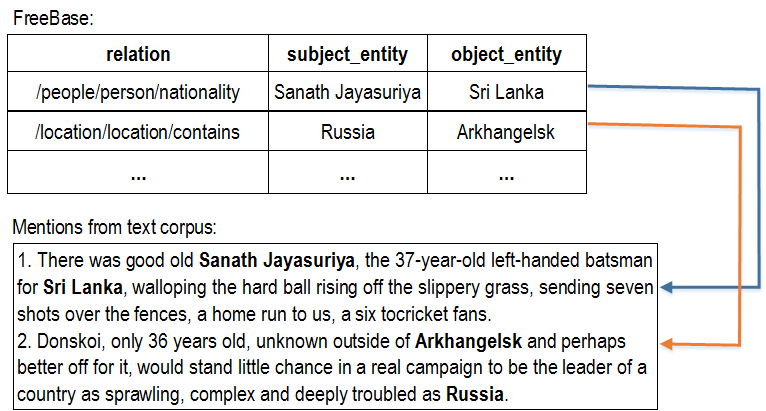 FreeBase:
relation subject_entity object_entity
/people/person/nationality Sanath Jayasuriya Sri Lanka
/location/location/contains Russia Arkhangelsk
... ... ...
Mentions from text corpus:
1. There was good old Sanath Jayasuriya, the 37-year-old left-handed batsman
for Sri Lanka, walloping the hard ball rising off the slippery grass, sending seven
shots over the fences, a home run to us, a six tocricket fans.
2. Donskoi, only 36 years old, unknown outside of Arkhangelsk and perhaps
better off for it, would stand little chance in a real campaign to be the leader of a
country as sprawling, complex and deeply troubled as Russia.